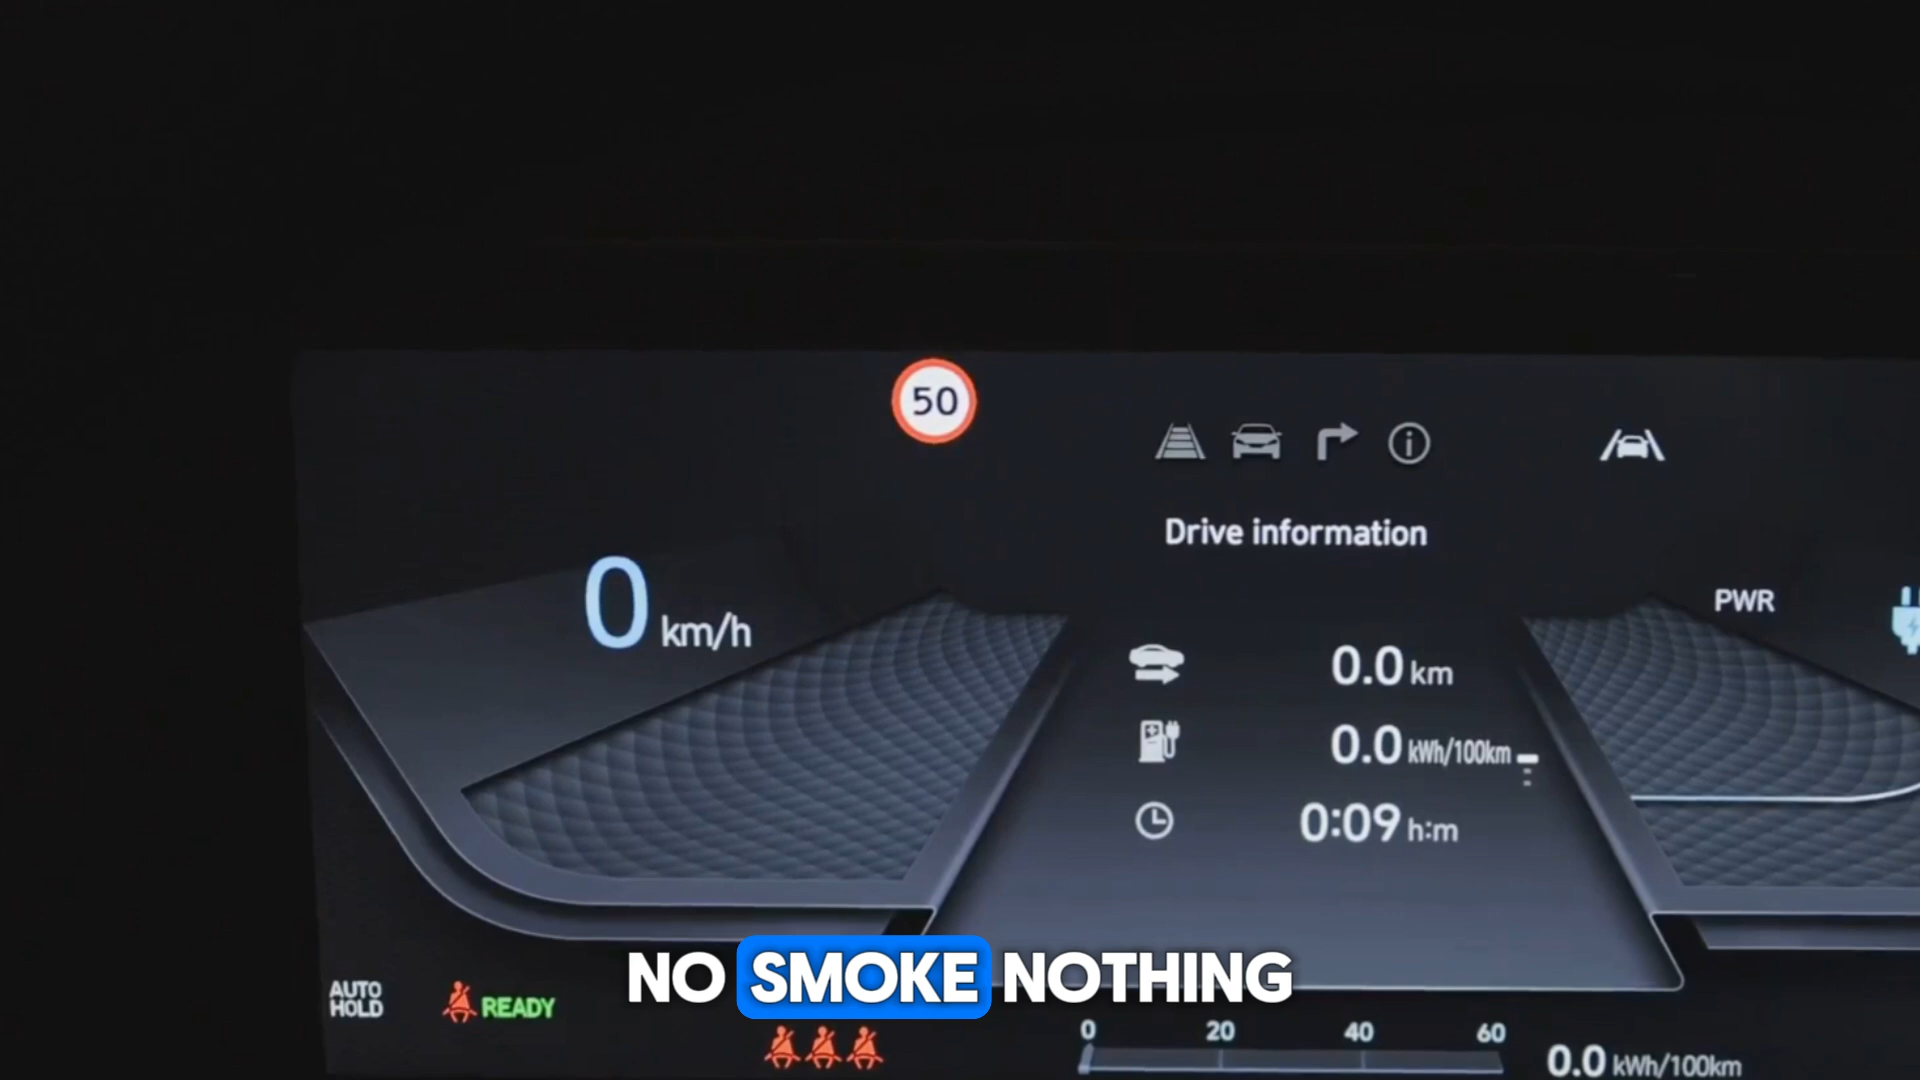 50
Drive information
0 km/h
PWR
0.0 km
0.0 kWh/100km
0:09 h:m
AUTO
HOLD
READY
NO SMOKE NOTHING
0 20 40 60
0.0 kWh/100km